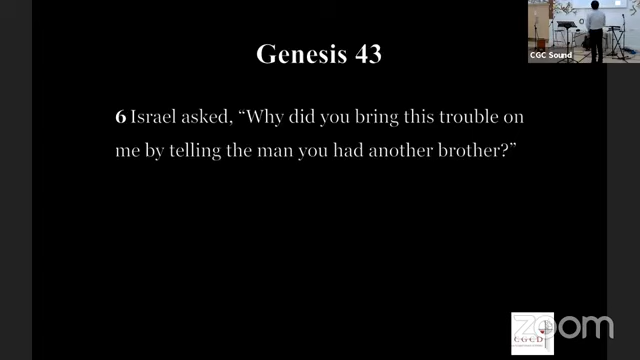 CGC Sound
Genesis 43
6 Israel asked, “Why did you bring this trouble on
me by telling the man you had another brother?”
CGCD
zoom